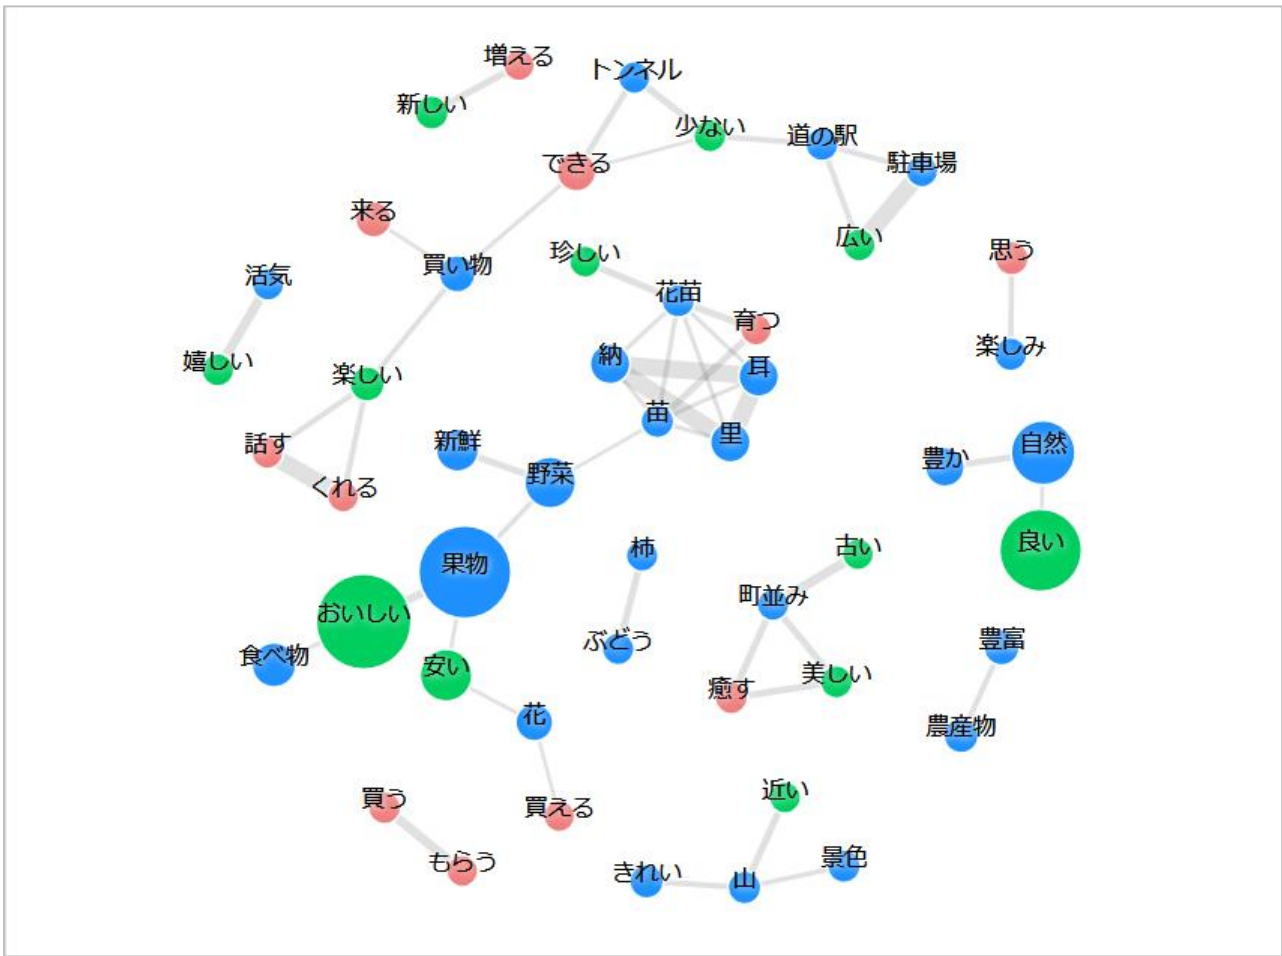 増える
トンネル
新しい
少ない
道の駅
できる
駐車場
来る
珍しい
広い
思う
買い物
活気
花苗
育つ
嬉しい
楽しい
納
耳
楽しみ
苗
里
話す
新鮮
野菜
豊か
自然
くれる
果物
柿
古い
良い
おいしい
町並み
食べ物
安い
ぶどう
豊富
癒す
美しい
花
農産物
買う
買える
近い
もらう
きれい
山
景色